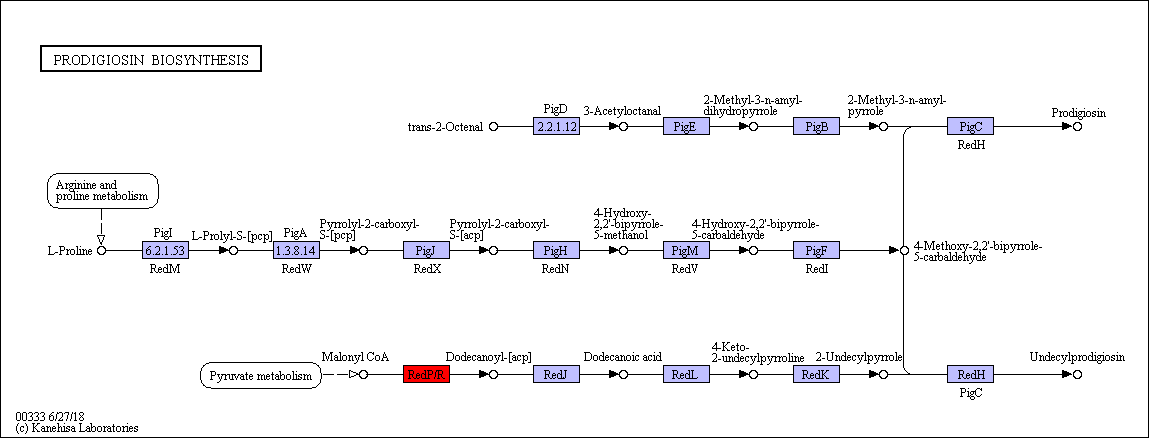 PRODIGIOSIN BIOSYNTHESIS
PigD
3-Acetyloctanal
2-Methyl-3-n-amyl-
dihydropyrrole
2-Methyl-3-n-amyl-
pyrrole
Prodigiosin
trans-2-Octenal
2.2.1.12
PigE
PigB
PigC
RedH
Arginine and
proline metabolism
PigI
L-Prolyl-S-[pcp]
PigA
Pyrrolyl-2-carboxyl-
S-[pcp]
Pyrrolyl-2-carboxyl-
S-[acp]
4-Hydroxy-
2,2'-bipyrrole-
5-methanol
4-Hydroxy-2,2'-bipyrrole-
5-carbaldehyde
L-Proline
6.2.1.53
1.3.8.14
PigJ
PigH
PigM
PigF
4-Methoxy-2,2'-bipyrrole-
5-carbaldehyde
RedM
RedW
RedX
RedN
RedV
RedI
Malonyl CoA
Dodecanoyl-[acp]
Dodecanoic acid
4-Keto-
2-undecylpyrroline
2-Undecylpyrrole
Undecylprodigiosin
Pyruvate metabolism
RedP/R
RedJ
RedL
RedK
RedH
PigC
00333 6/27/18
(c) Kanehisa Laboratories